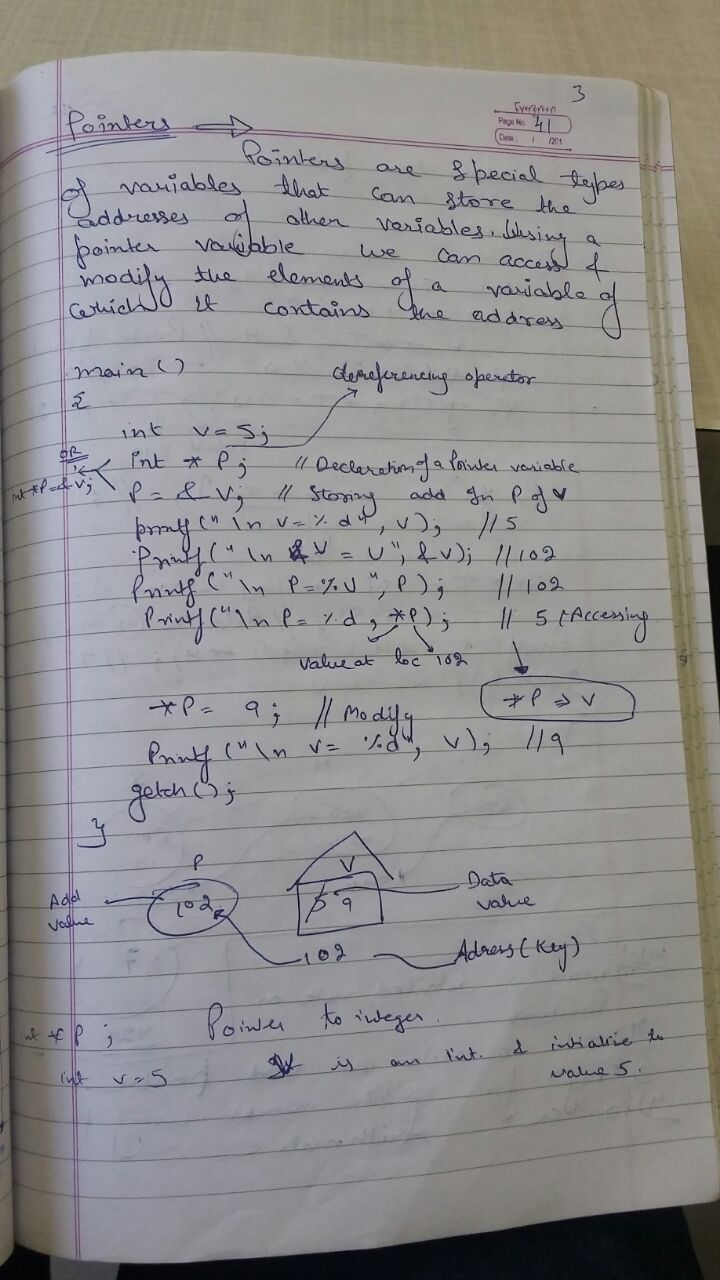 3
Evergreen
Page No. 41
Date: / /201
Pointers →
Pointers are special types
of variables that can store the
addresses of other variables. Using a
pointer variable we can access &
modify the elements of a variable of
which it contains the address
main ()
dereferencing operator
{
int v = 5;
OR
int * P; // Declaration of a Pointer variable
int *P = & v;
P = & V; // Storing add in P of V
printf (" \n v = % d", v); // 5
Printf (" \n & V = U", & v); // 102
Printf (" \n P = % U ", P); // 102
Printf ("\n P = % d , *P); // 5 (Accessing
Value at loc 102
*P ⇒ V
*P = 9 ; // Modify
Printf ("\n v = %d", v); // 9
getch();
}
P
V
Add
value
102
5 9
Data
value
102
Adress (Key)
int * P ; Pointer to integer.
int v = 5 It is an int. & intialise to
value 5.